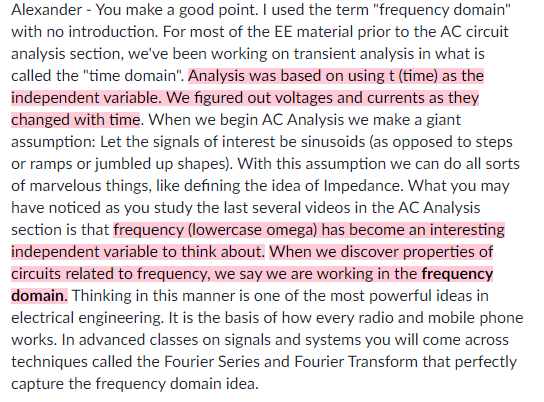 Alexander - You make a good point. I used the term "frequency domain"
with no introduction. For most of the EE material prior to the AC circuit
analysis section, we've been working on transient analysis in what is
called the "time domain". Analysis was based on using t (time) as the
independent variable. We figured out voltages and currents as they
changed with time. When we begin AC Analysis we make a giant
assumption: Let the signals of interest be sinusoids (as opposed to steps
or ramps or jumbled up shapes). With this assumption we can do all sorts
of marvelous things, like defining the idea of Impedance. What you may
have noticed as you study the last several videos in the AC Analysis
section is that frequency (lowercase omega) has become an interesting
independent variable to think about. When we discover properties of
circuits related to frequency, we say we are working in the frequency
domain. Thinking in this manner is one of the most powerful ideas in
electrical engineering. It is the basis of how every radio and mobile phone
works. In advanced classes on signals and systems you will come across
techniques called the Fourier Series and Fourier Transform that perfectly
capture the frequency domain idea.